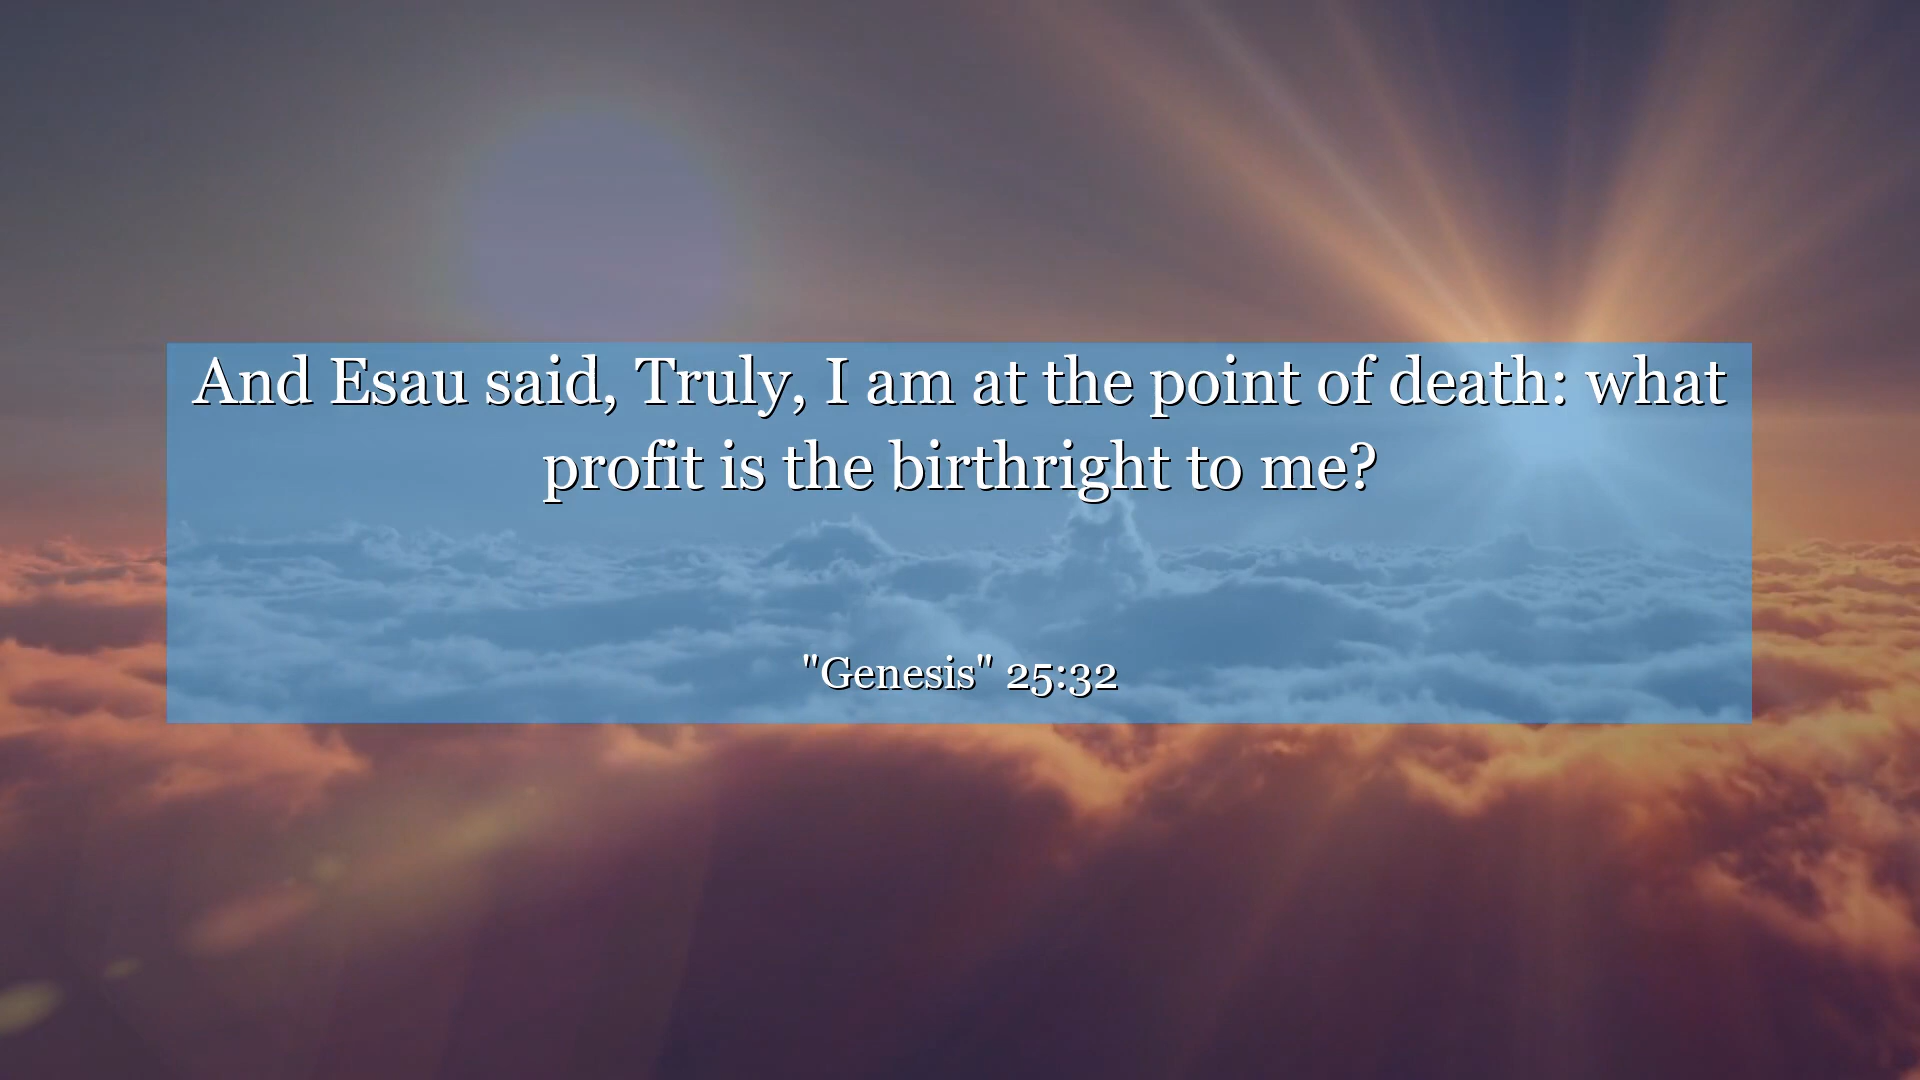 And Esau said, Truly, I am at the point of death: what
profit is the birthright to me?
"Genesis" 25:32